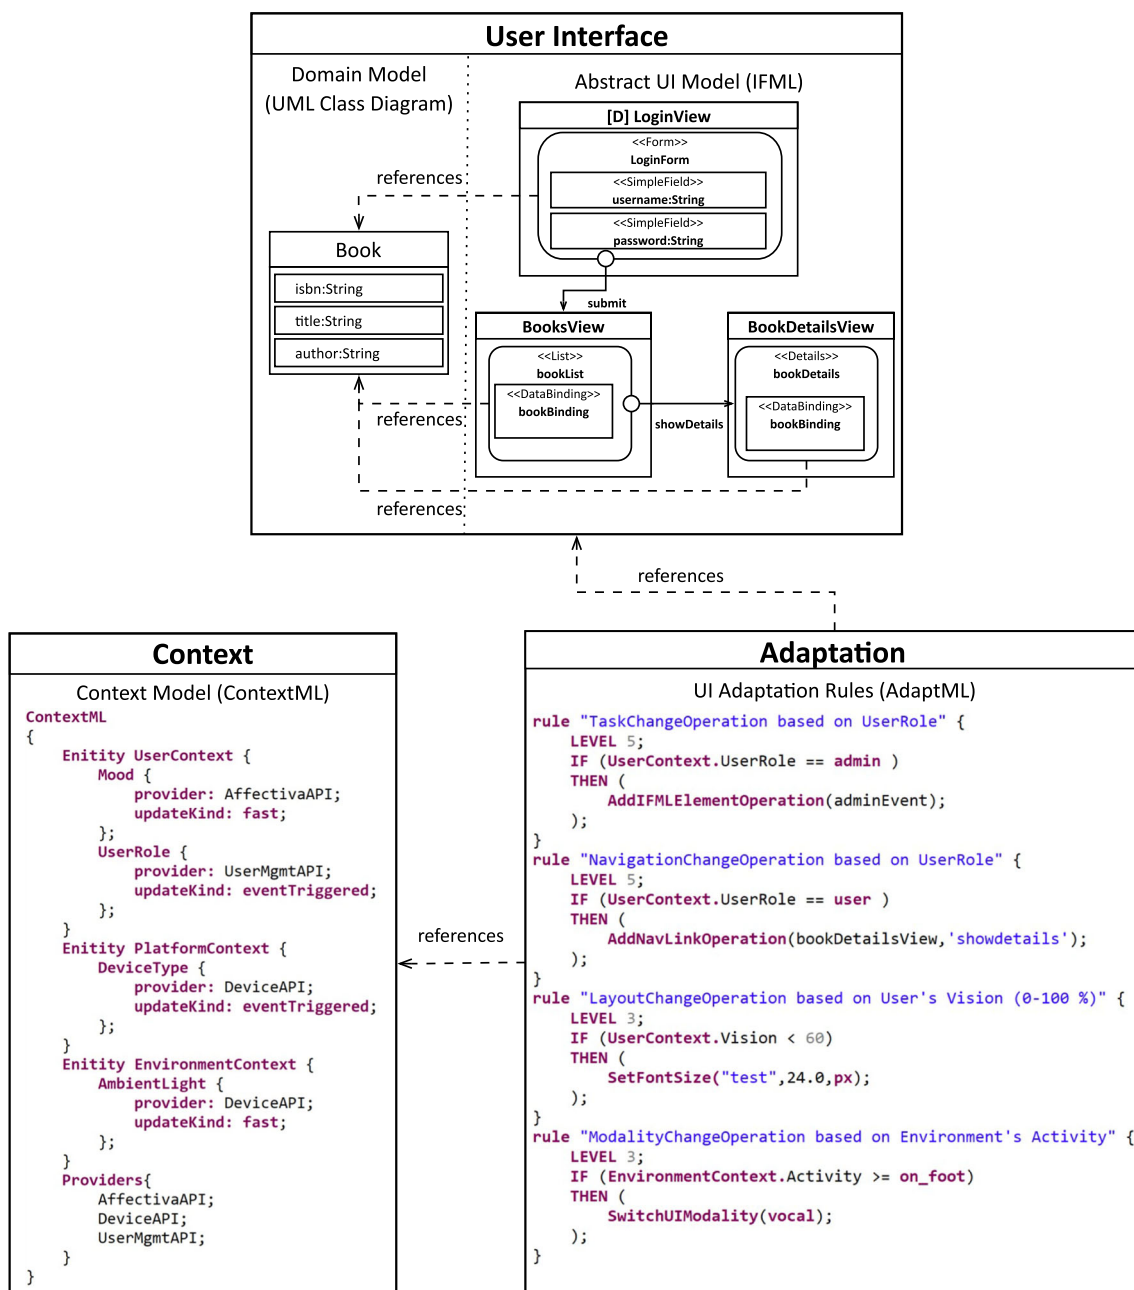 User Interface
Domain Model
(UML Class Diagram)
Abstract UI Model (IFML)
[D] LoginView
<<Form>>
LoginForm
<<SimpleField>>
username:String
<<SimpleField>>
password:String
references
Book
isbn:String
title:String
author:String
submit
BooksView
<<List>>
bookList
<<DataBinding>>
bookBinding
showDetails
BookDetailsView
<<Details>>
bookDetails
<<DataBinding>>
bookBinding
references
references
references
Context
Context Model (ContextML)
ContextML
{
Enitity UserContext {
Mood {
provider: AffectivaAPI;
updateKind: fast;
};
UserRole {
provider: UserMgmtAPI;
updateKind: eventTriggered;
};
}
Entity PlatformContext {
DeviceType {
provider: DeviceAPI;
updateKind: eventTriggered;
};
}
Enitity EnvironmentContext {
AmbientLight {
provider: DeviceAPI;
updateKind: fast;
};
}
Providers{
AffectivaAPI;
DeviceAPI;
UserMgmtAPI;
}
}
references
Adaptation
UI Adaptation Rules (AdaptML)
rule "TaskChangeOperation based on UserRole" {
LEVEL 5;
IF (UserContext.UserRole == admin )
THEN (
AddIFMLElementOperation(adminEvent);
);
}
rule "NavigationChangeOperation based on UserRole" {
LEVEL 5;
IF (UserContext.UserRole == user )
THEN (
AddNavLinkOperation(bookDetailsView,'showdetails');
);
}
rule "LayoutChangeOperation based on User's Vision (0-100 %)" {
LEVEL 3;
IF (UserContext.Vision < 60)
THEN (
SetFontSize("test",24.0,px);
);
}
rule "ModalityChangeOperation based on Environment's Activity" {
LEVEL 3;
IF (EnvironmentContext.Activity >= on_foot)
THEN (
SwitchUIModality(vocal);
);
}